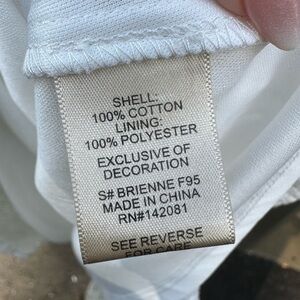 SHELL:
100% COTTON
LINING:
100% POLYESTER
EXCLUSIVE OF
DECORATION
S# BRIENNE F95
MADE IN CHINA
RN#142081
SEE REVERSE
FOR CARE